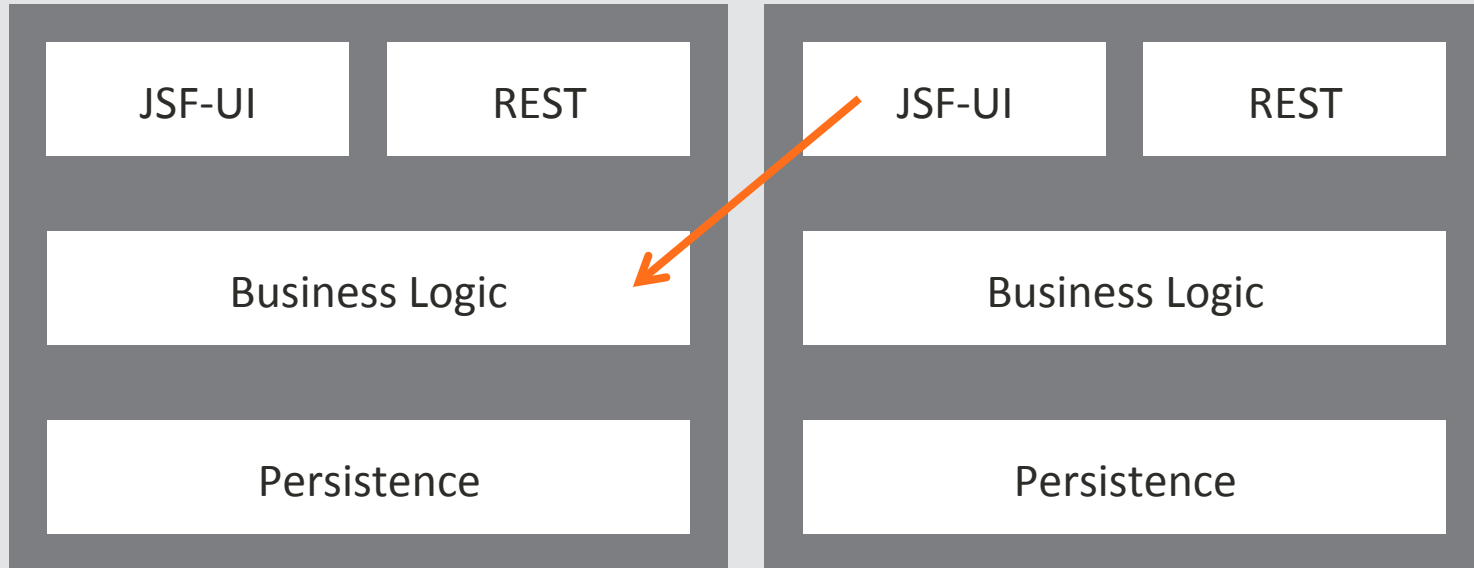 JSF-UI
REST
Business Logic
Persistence
JSF-UI
REST
Business Logic
Persistence